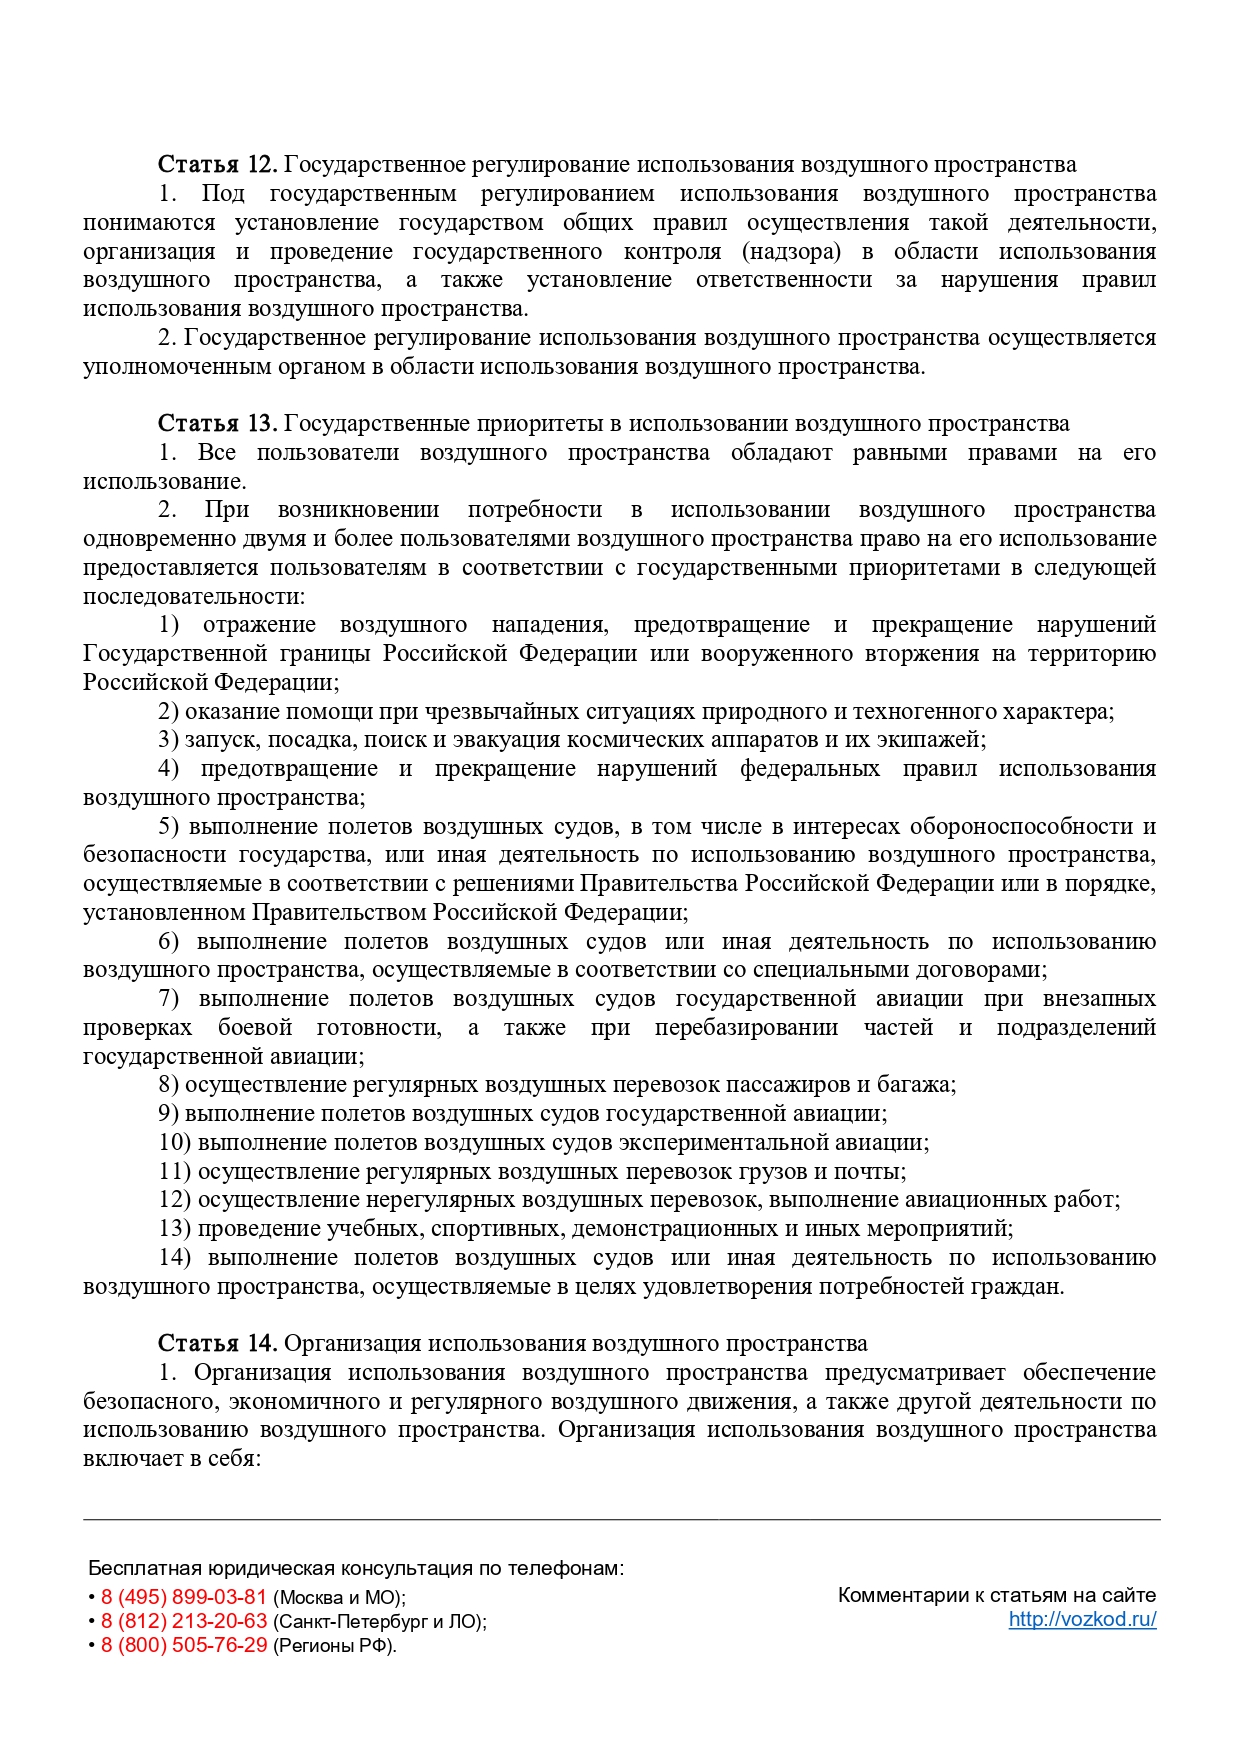 Статья 12. Государственное регулирование использования воздушного пространства
1. Под государственным регулированием использования воздушного пространства
понимаются установление государством общих правил осуществления такой деятельности,
организация и проведение государственного контроля (надзора) в области использования
воздушного пространства, а также установление ответственности за нарушения правил
использования воздушного пространства.
2. Государственное регулирование использования воздушного пространства осуществляется
уполномоченным органом в области использования воздушного пространства.
Статья 13. Государственные приоритеты в использовании воздушного пространства
1. Все пользователи воздушного пространства обладают равными правами на его
использование.
2. При возникновении потребности в использовании воздушного пространства
одновременно двумя и более пользователями воздушного пространства право на его использование
предоставляется пользователям в соответствии с государственными приоритетами в следующей
последовательности:
1) отражение воздушного нападения, предотвращение и прекращение нарушений
Государственной границы Российской Федерации или вооруженного вторжения на территорию
Российской Федерации;
2) оказание помощи при чрезвычайных ситуациях природного и техногенного характера;
3) запуск, посадка, поиск и эвакуация космических аппаратов и их экипажей;
4) предотвращение и прекращение нарушений федеральных правил использования
воздушного пространства;
5) выполнение полетов воздушных судов, в том числе в интересах обороноспособности и
безопасности государства, или иная деятельность по использованию воздушного пространства,
осуществляемые в соответствии с решениями Правительства Российской Федерации или в порядке,
установленном Правительством Российской Федерации;
6) выполнение полетов воздушных судов или иная деятельность по использованию
воздушного пространства, осуществляемые в соответствии со специальными договорами;
7) выполнение полетов воздушных судов государственной авиации при внезапных
проверках боевой готовности, а также при перебазировании частей и подразделений
государственной авиации;
8) осуществление регулярных воздушных перевозок пассажиров и багажа;
9) выполнение полетов воздушных судов государственной авиации;
10) выполнение полетов воздушных судов экспериментальной авиации;
11) осуществление регулярных воздушных перевозок грузов и почты;
12) осуществление нерегулярных воздушных перевозок, выполнение авиационных работ;
13) проведение учебных, спортивных, демонстрационных и иных мероприятий;
14) выполнение полетов воздушных судов или иная деятельность по использованию
воздушного пространства, осуществляемые в целях удовлетворения потребностей граждан.
Статья 14. Организация использования воздушного пространства
1. Организация использования воздушного пространства предусматривает обеспечение
безопасного, экономичного и регулярного воздушного движения, а также другой деятельности по
использованию воздушного пространства. Организация использования воздушного пространства
включает в себя:
Бесплатная юридическая консультация по телефонам:
• 8 (495) 899-03-81 (Москва и МО);
• 8 (812) 213-20-63 (Санкт-Петербург и ЛО);
• 8 (800) 505-76-29 (Регионы РФ).
Комментарии к статьям на сайте
http://vozkod.ru/